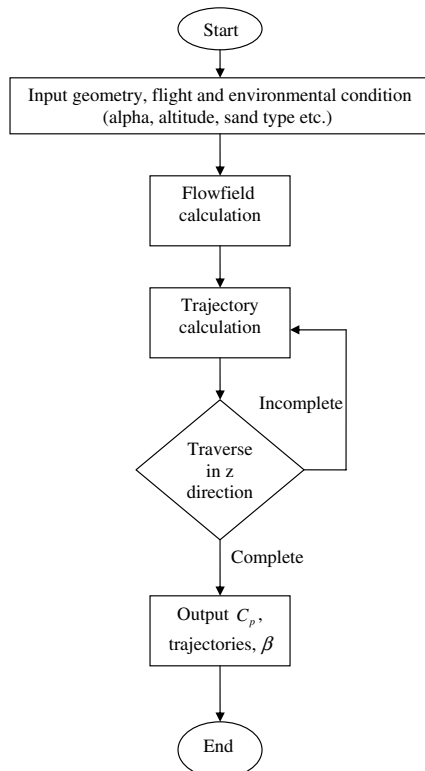 Start
Input geometry, flight and environmental condition
(alpha, altitude, sand type etc.)
Flowfield
calculation
Trajectory
calculation
Incomplete
Traverse
in z
direction
Complete
Output C_p,
trajectories, β
End